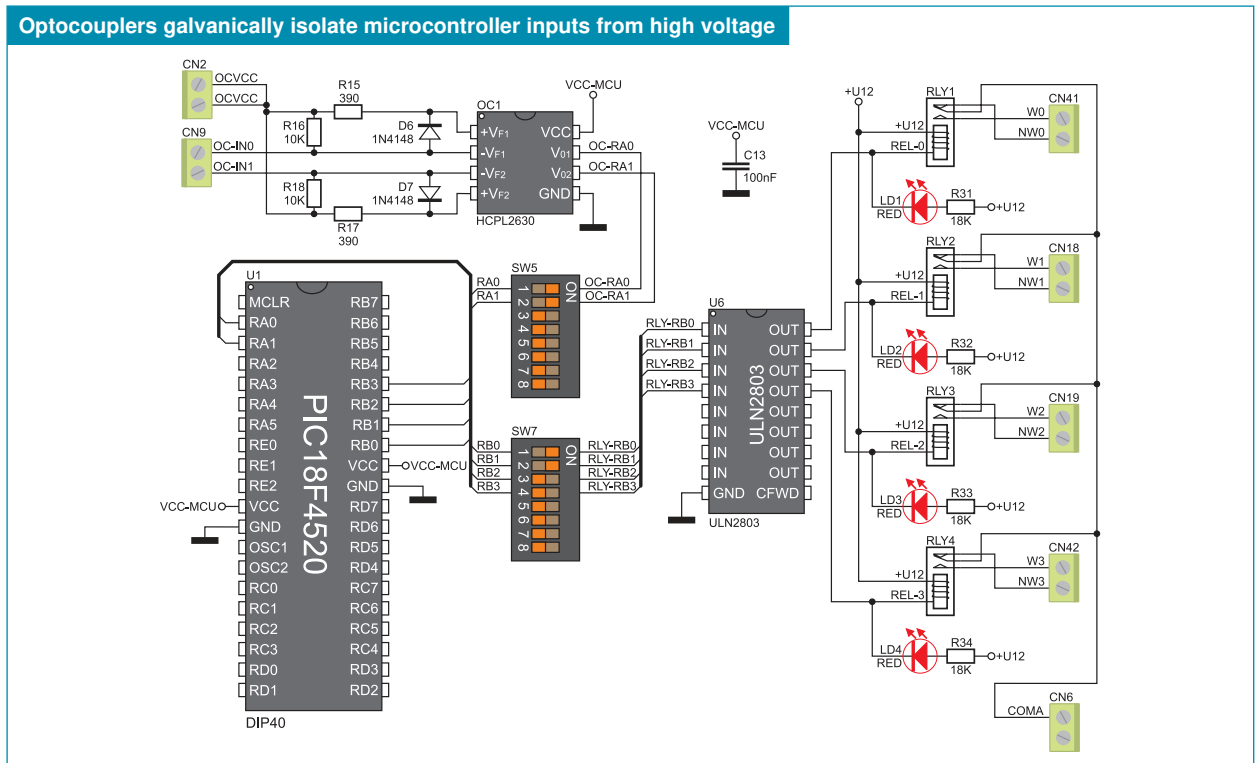 Optocouplers galvanically isolate microcontroller inputs from high voltage
CN2
OCVCC
OCVCC
CN9
OC-IN0
OC-IN1
R15
390
R16
10K
D6
1N4148
R18
10K
D7
1N4148
R17
390
OC1
+VF1
-VF1
-VF2
+VF2
VCC
V01
V02
GND
HCPL2630
VCC-MCU
OC-RA0
OC-RA1
VCC-MCU
C13
100nF
U1
MCLR
RA0
RA1
RA2
RA3
RA4
RA5
RE0
RE1
RE2
VCC
GND
OSC1
OSC2
RC0
RC1
RC2
RC3
RD0
RD1
PIC18F4520
RB7
RB6
RB5
RB4
RB3
RB2
RB1
RB0
VCC
GND
RD7
RD6
RD5
RD4
RC7
RC6
RC5
RC4
RD3
RD2
DIP40
VCC-MCU
VCC-MCU
SW5
RA0
RA1
1
2
3
4
5
6
7
8
ON
OC-RA0
OC-RA1
SW7
RB0
RB1
RB2
RB3
1
2
3
4
5
6
7
8
ON
RLY-RB0
RLY-RB1
RLY-RB2
RLY-RB3
RLY-RB0
RLY-RB1
RLY-RB2
RLY-RB3
U6
IN
IN
IN
IN
IN
IN
IN
IN
GND
ULN2803
OUT
OUT
OUT
OUT
OUT
OUT
OUT
OUT
CFWD
ULN2803
+U12
RLY1
+U12
REL-0
CN41
W0
NW0
LD1
RED
R31
18K
+U12
RLY2
+U12
REL-1
CN18
W1
NW1
LD2
RED
R32
18K
+U12
RLY3
+U12
REL-2
CN19
W2
NW2
LD3
RED
R33
18K
+U12
RLY4
+U12
REL-3
CN42
W3
NW3
LD4
RED
R34
18K
+U12
CN6
COMA